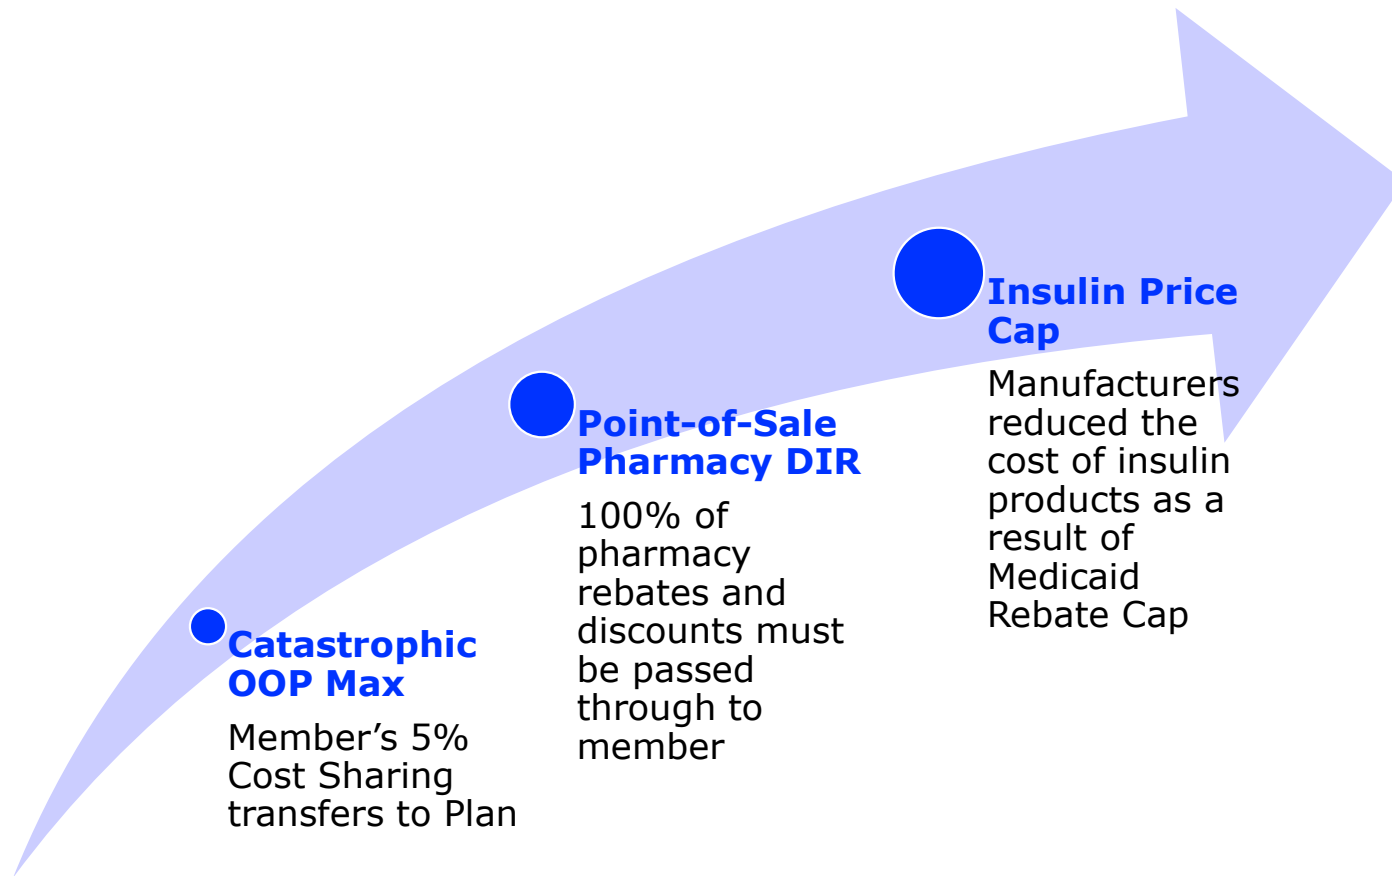 Catastrophic
OOP Max
Member’s 5%
Cost Sharing
transfers to Plan
Point-of-Sale
Pharmacy DIR
100% of
pharmacy
rebates and
discounts must
be passed
through to
member
Insulin Price
Cap
Manufacturers
reduced the
cost of insulin
products as a
result of
Medicaid
Rebate Cap